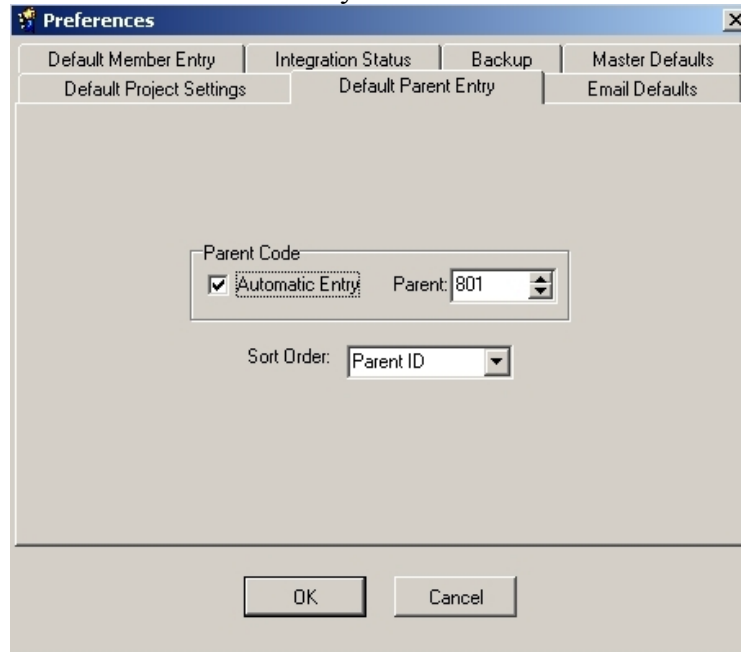 Preferences
Default Member Entry Integration Status Backup Master Defaults
Default Project Settings Default Parent Entry Email Defaults
Parent Code
Automatic Entry Parent: 801
Sort Order: Parent ID
OK Cancel